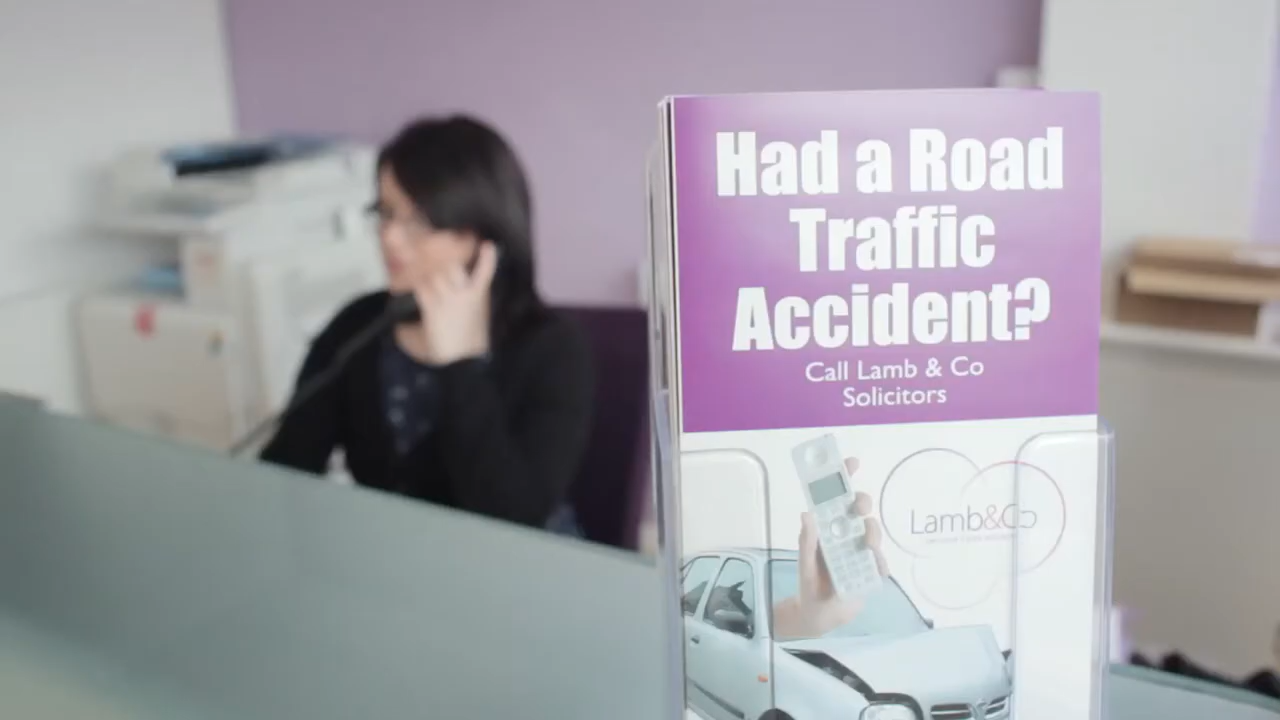 Had a Road
Traffic
Accident?
Call Lamb & Co
Solicitors
Lamb&Co